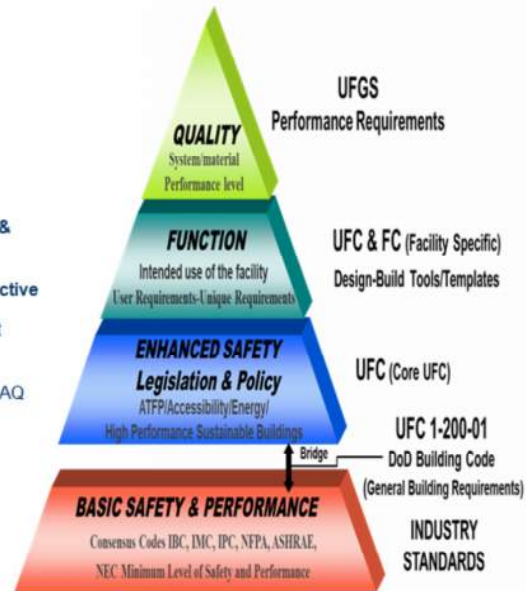 &
ctive
AQ
QUALITY
System/material
Performance level
UFGS
Performance Requirements
FUNCTION
Intended use of the facility
User Requirements-Unique Requirements
UFC & FC (Facility Specific)
Design-Build Tools/Templates
ENHANCED SAFETY
Legislation & Policy
ATFP/Accessibility/Energy/
High Performance Sustainable Buildings
UFC (Core UFC)
Bridge
UFC 1-200-01
DoD Building Code
(General Building Requirements)
BASIC SAFETY & PERFORMANCE
Consensus Codes IBC, IMC, IPC, NFPA, ASHRAE,
NEC Minimum Level of Safety and Performance
INDUSTRY
STANDARDS